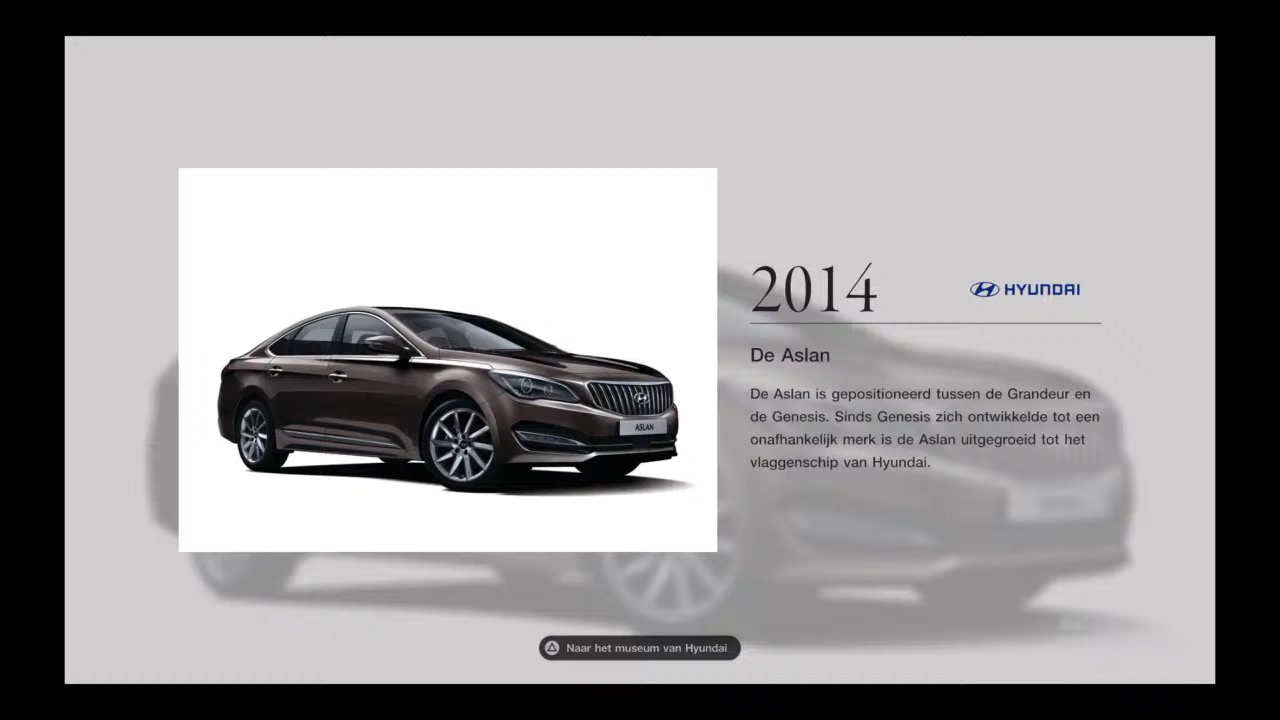 2014
HYUNDAI
De Aslan
De Aslan is gepositioneerd tussen de Grandeur en
de Genesis. Sinds Genesis zich ontwikkelde tot een
onafhankelijk merk is de Aslan uitgegroeid tot het
vlaggenschip van Hyundai.
ASLAN
Naar het museum van Hyundai